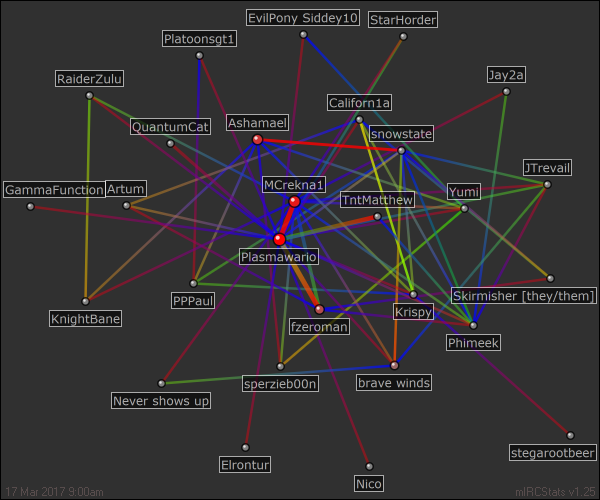 EvilPony Siddey10
StarHorder
Platoonsgt1
RaiderZulu
Jay2a
Californ1a
Ashamael
QuantumCat
snowstate
JTrevail
MCrekna1
GammaFunction
Artum
TntMatthew
Yumi
Plasmawario
Skirmisher [they/them]
PPPaul
KnightBane
Krispy
fzeroman
Phimeek
sperzieb00n
brave winds
Never shows up
stegarootbeer
Elrontur
Nico
17 Mar 2017 9:00am
mIRCStats v1.25